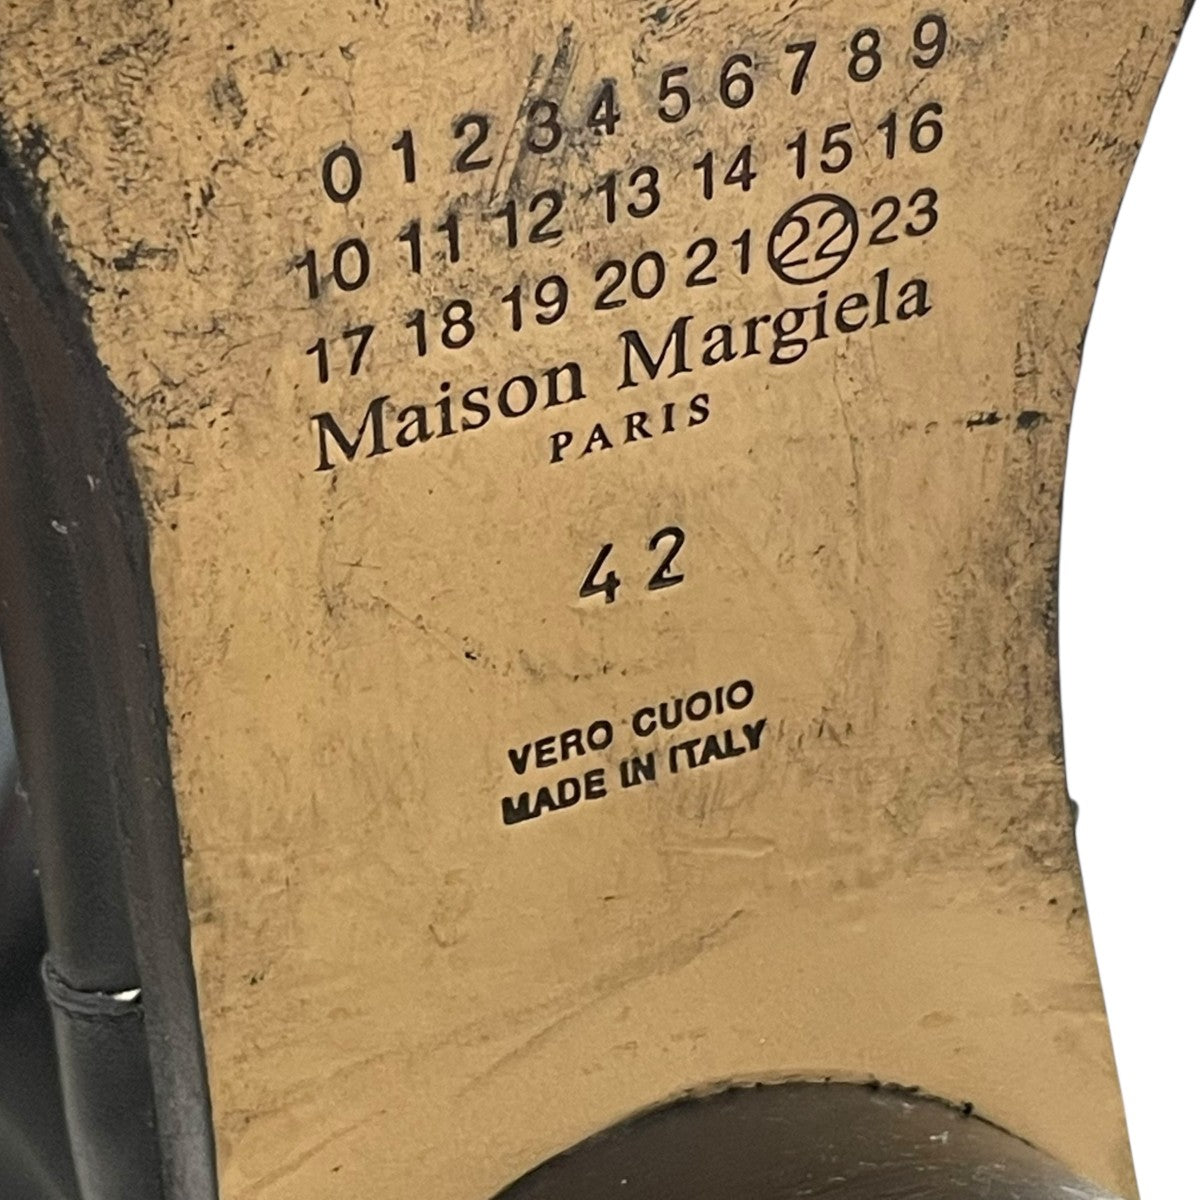 0 1 2 3 4 5 6 7 8 9
10 11 12 13 14 15 16
17 18 19 20 21 22 23
Maison Margiela
PARIS
42
VERO CUOIO
MADE IN ITALY